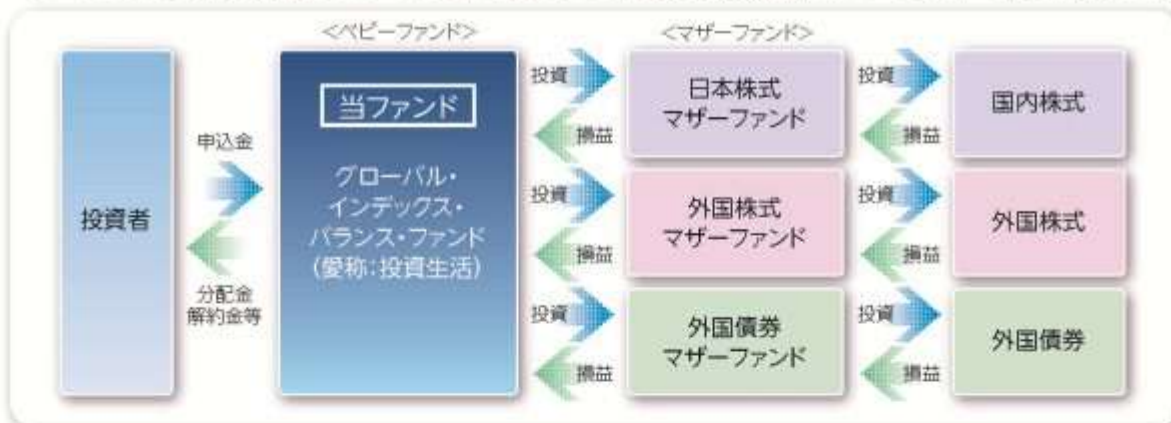 <ベビーファンド>
<マザーファンド>
投資者
申込金
分配金
解約金等
当ファンド
グローバル・
インデックス・
バランス・ファンド
(愛称:投資生活)
投資
損益
日本株式
マザーファンド
投資
損益
国内株式
投資
損益
外国株式
マザーファンド
投資
損益
外国株式
投資
損益
外国債券
マザーファンド
投資
損益
外国債券